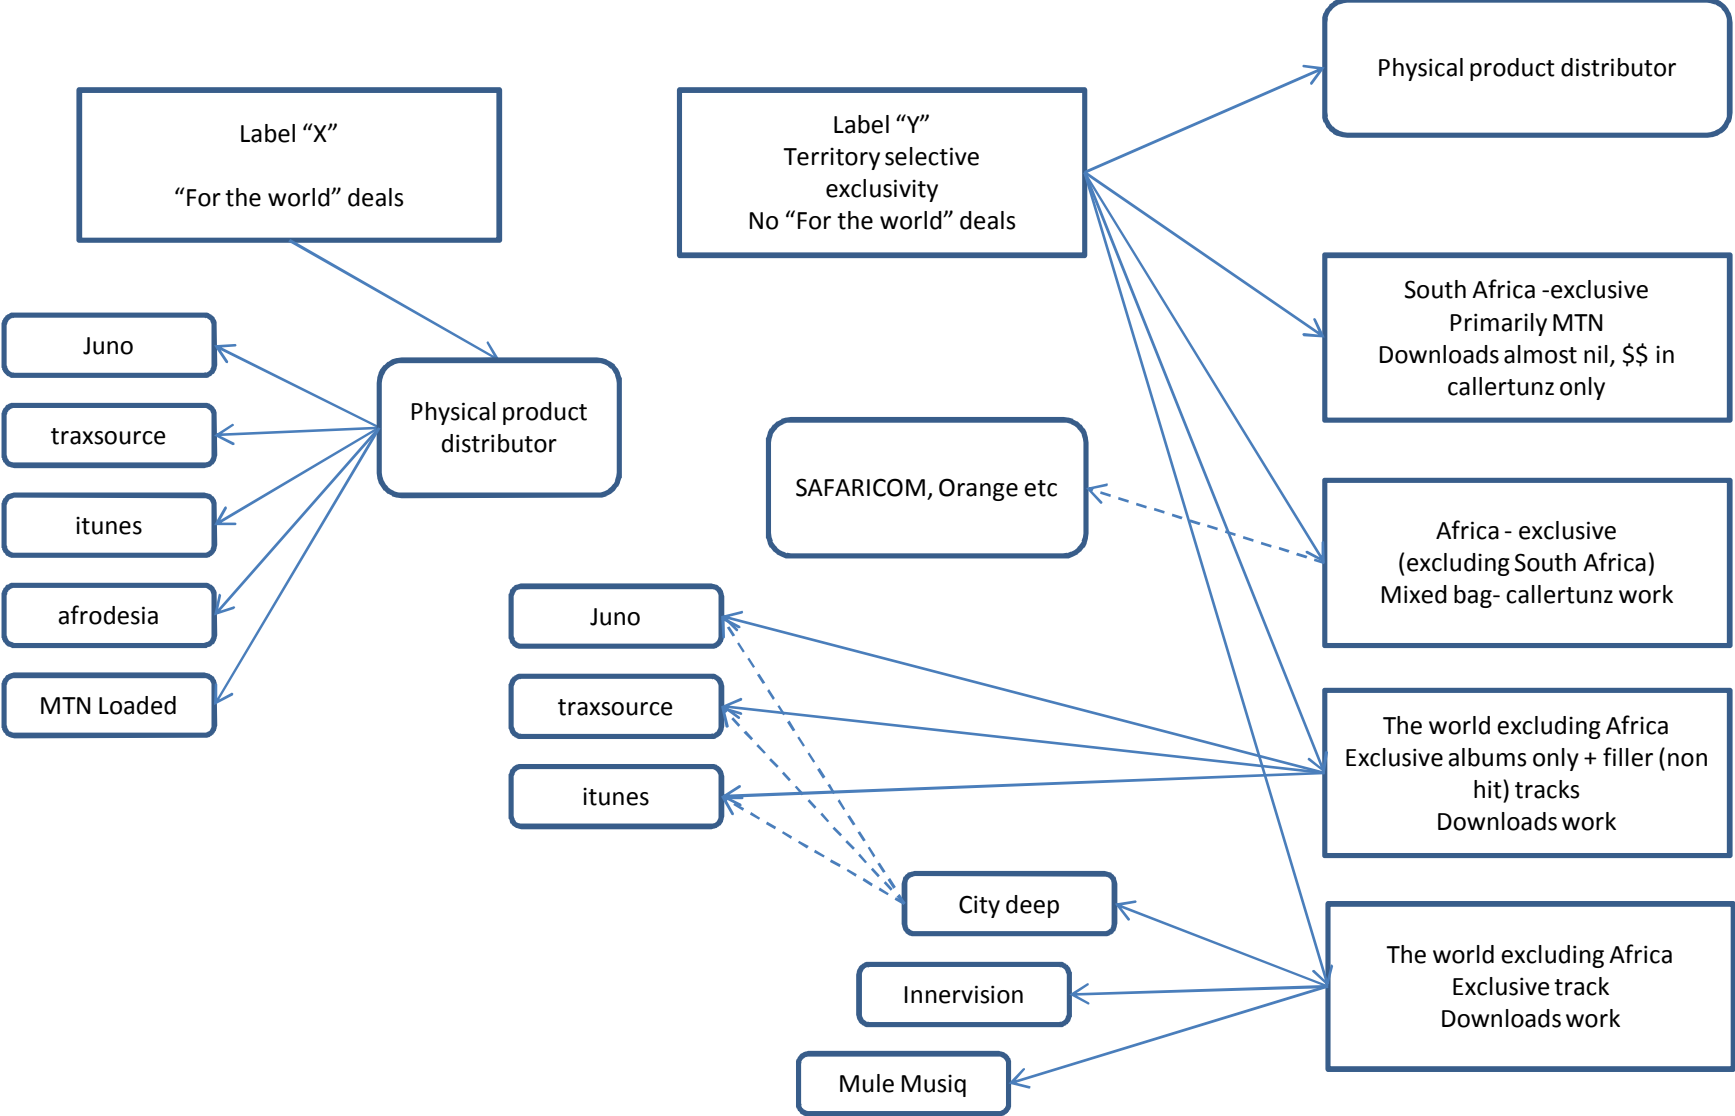 Physical product distributor
Label “X”
“For the world” deals
Label “Y”
Territory selective
exclusivity
No “For the world” deals
South Africa -exclusive
Primarily MTN
Downloads almost nil, $$ in
callertunz only
Juno
traxsource
itunes
afrodesia
MTN Loaded
Physical product
distributor
SAFARICOM, Orange etc
Africa - exclusive
(excluding South Africa)
Mixed bag- callertunz work
Juno
traxsource
itunes
The world excluding Africa
Exclusive albums only + filler (non
hit) tracks
Downloads work
City deep
Innervision
Mule Musiq
The world excluding Africa
Exclusive track
Downloads work